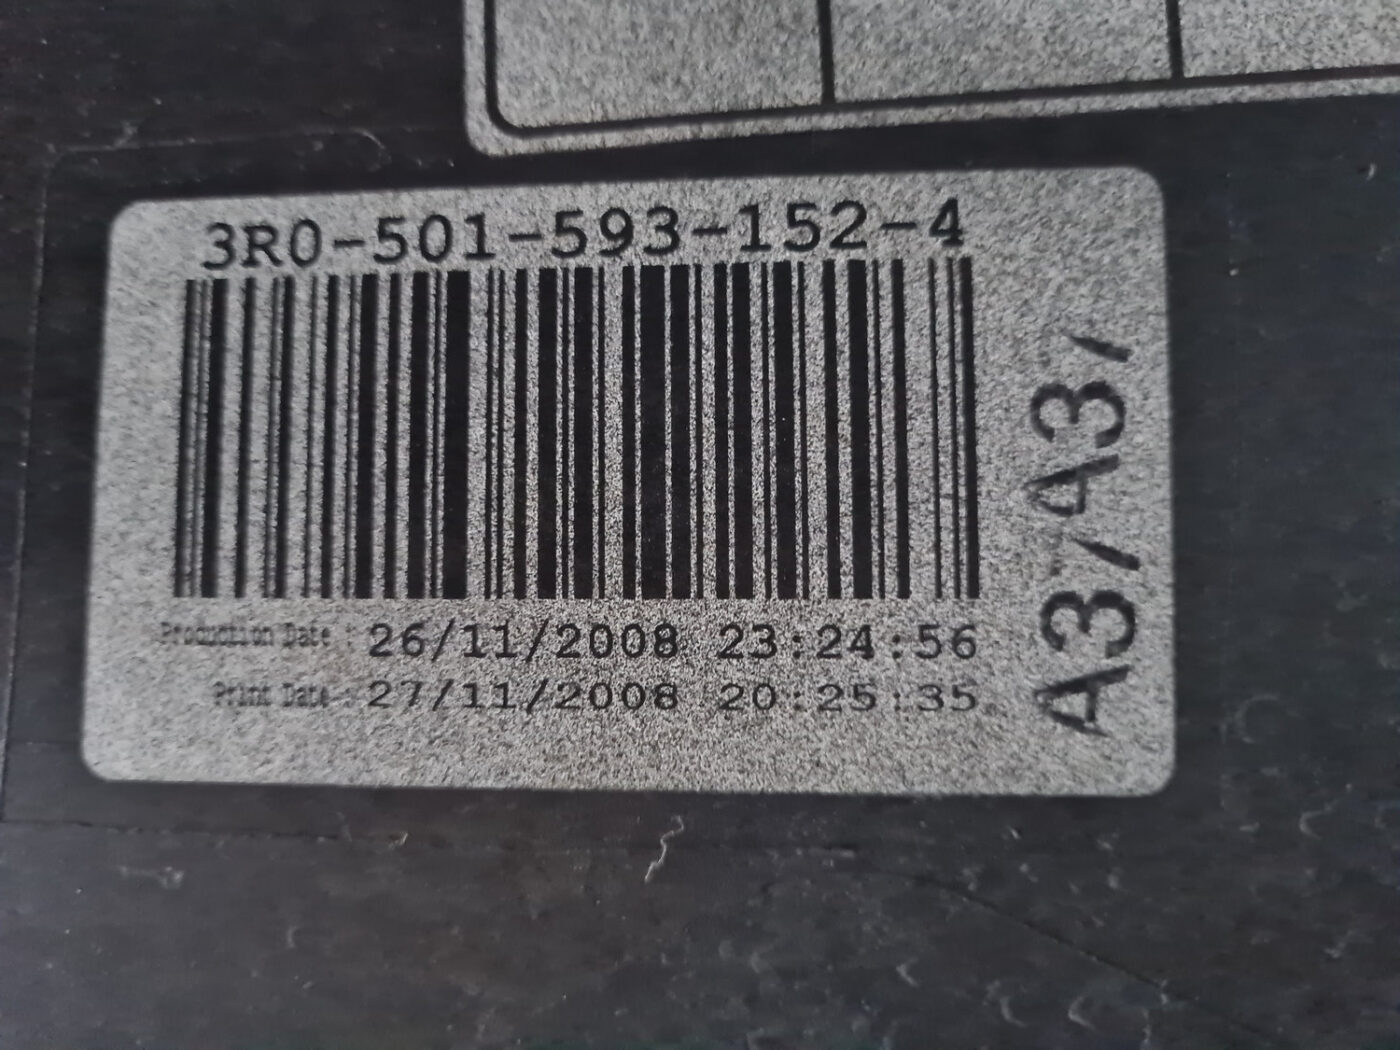 3R0-501-593-152-4
Production Date : 26/11/2008 23:24:56
Print Date : 27/11/2008 20:25:35
A3/A3/